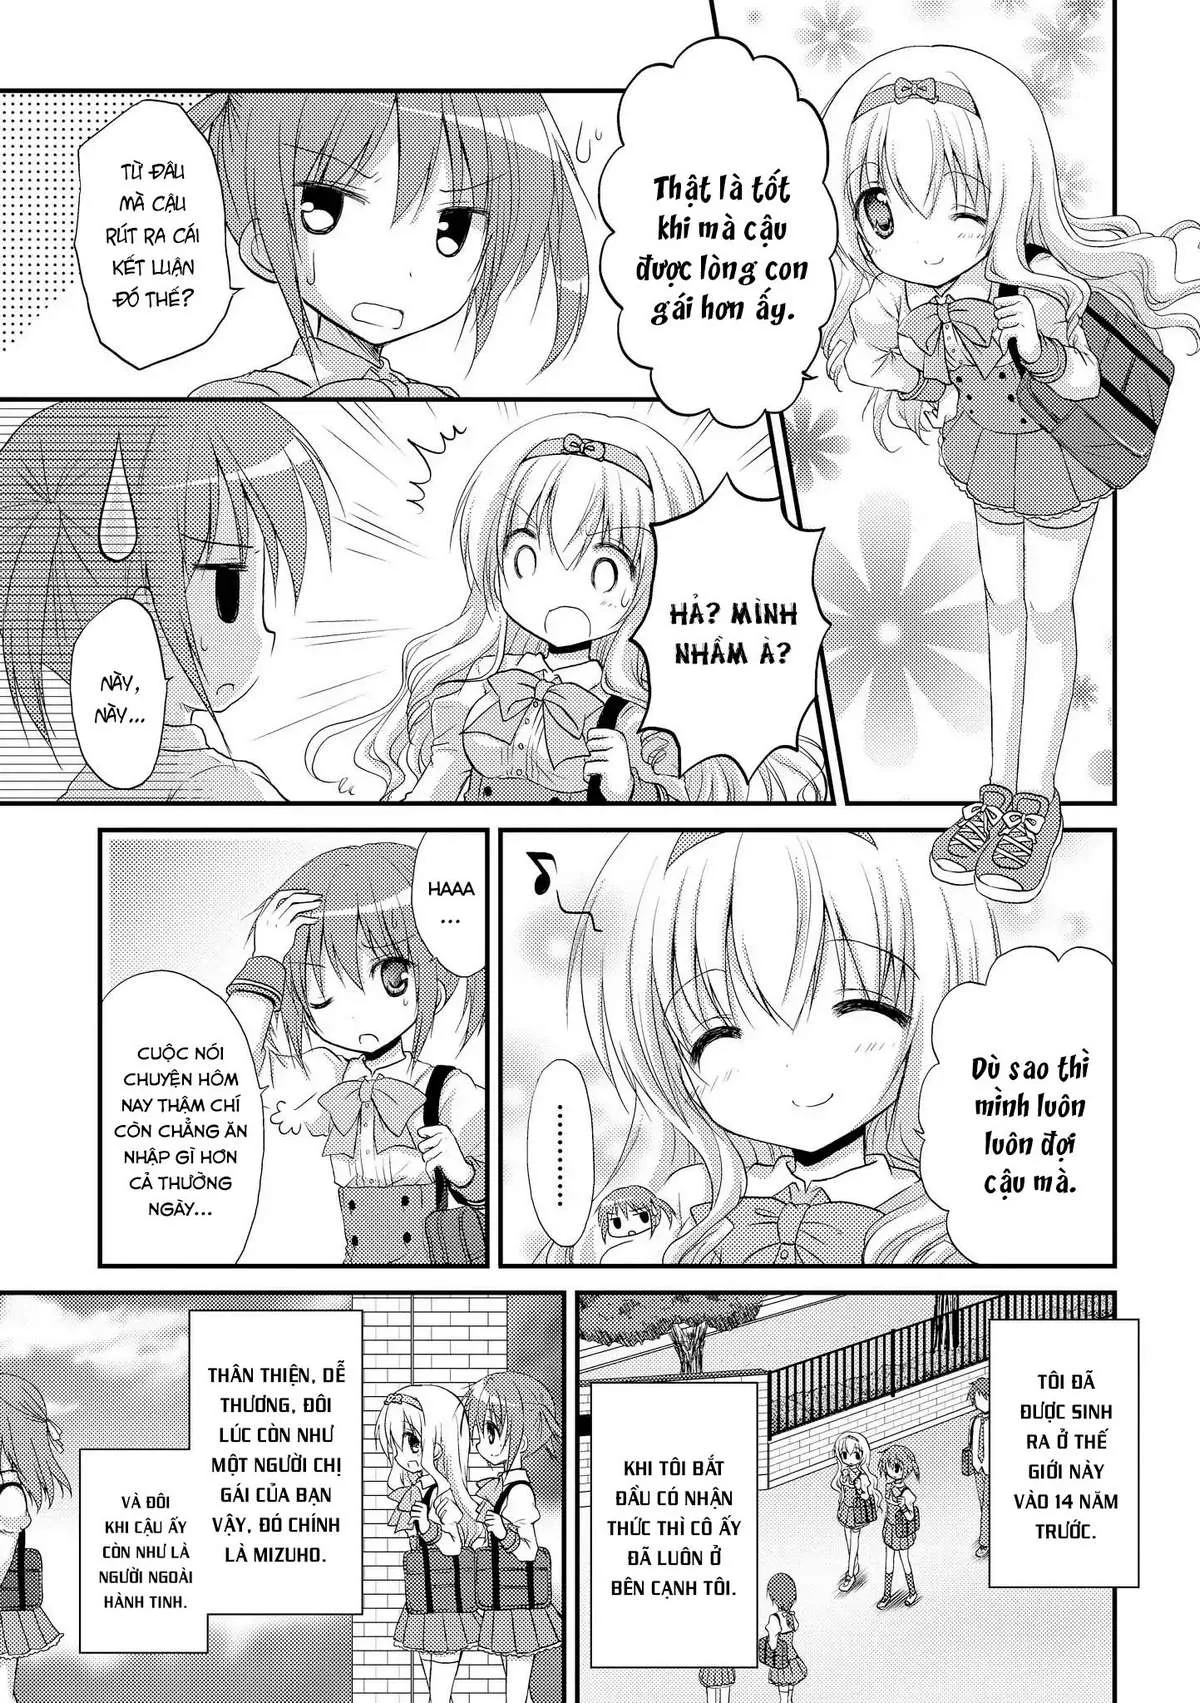 Thật là tốt
khi mà cậu
được lòng con
gái hơn ấy.
TỪ ĐÂU
MÀ CẬU
RÚT RA CÁI
KẾT LUẬN
ĐÓ THẾ?
HẢ? MÌNH
NHẦM À?
NÀY,
NÀY...
Dù sao thì
mình luôn
luôn đợi
cậu mà.
.........
HAAA
...
CUỘC NÓI
CHUYỆN HÔM
NAY THẬM CHÍ
CÒN CHẲNG ĂN
NHẬP GÌ HƠN
CẢ THƯỜNG
NGÀY...
TÔI ĐÃ
ĐƯỢC SINH
RA Ở THẾ
GIỚI NÀY
VÀO 14 NĂM
TRƯỚC.
KHI TÔI BẮT
ĐẦU CÓ NHẬN
THỨC THÌ CÔ ẤY
ĐÃ LUÔN Ở
BÊN CẠNH TÔI.
THÂN THIỆN, DỄ
THƯƠNG, ĐÔI
LÚC CÒN NHƯ
MỘT NGƯỜI CHỊ
GÁI CỦA BẠN
VẬY, ĐÓ CHÍNH
LÀ MIZUHO.
VÀ ĐÔI
KHI CẬU ẤY
CÒN NHƯ LÀ
NGƯỜI NGOÀI
HÀNH TINH.